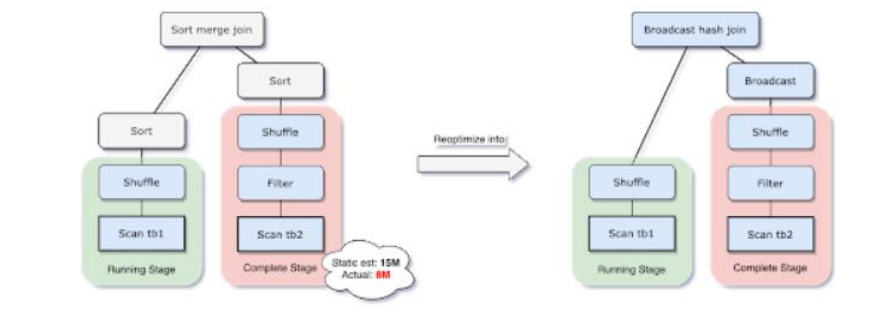 Sort merge join
Sort
Sort
Shuffle
Shuffle
Filter
Scan tb1
Scan tb2
Running Stage
Complete Stage
Static est: 15M
Actual: 8M
Reoptimize into:
Broadcast hash join
Broadcast
Shuffle
Shuffle
Filter
Scan tb1
Scan tb2
Running Stage
Complete Stage